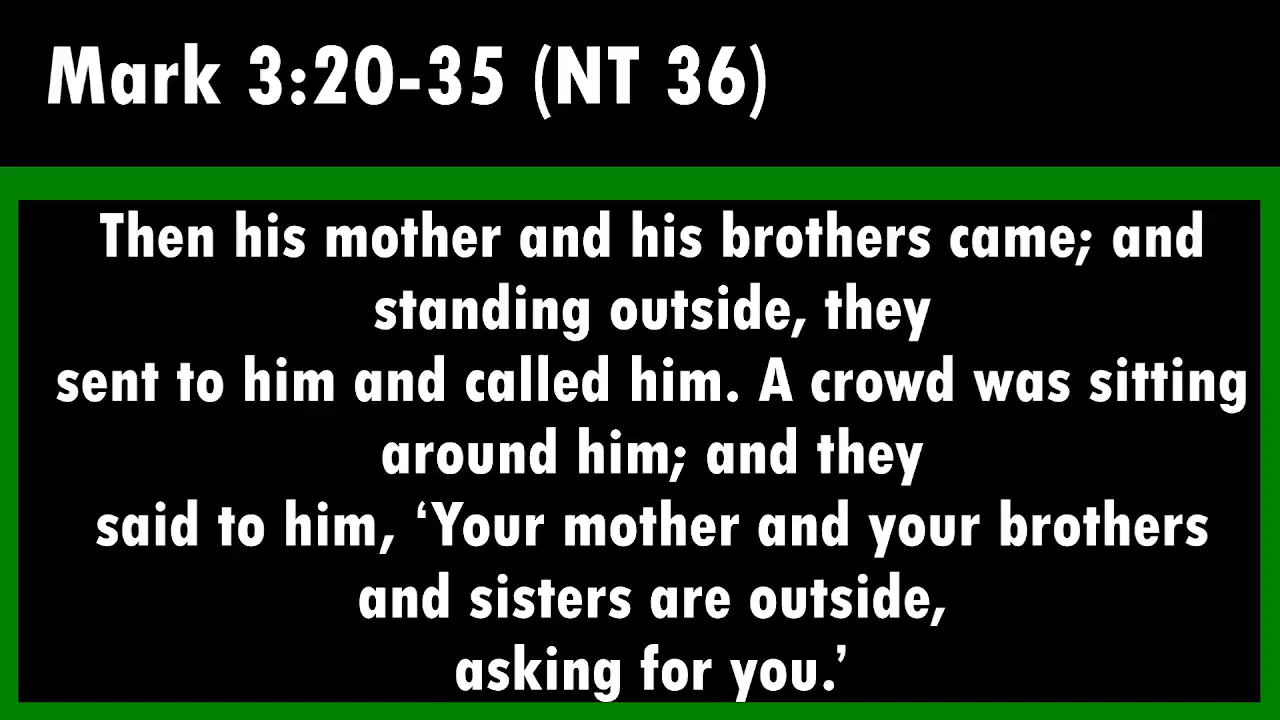 Mark 3:20-35 (NT 36)
Then his mother and his brothers came; and
standing outside, they
sent to him and called him. A crowd was sitting
around him; and they
said to him, ‘Your mother and your brothers
and sisters are outside,
asking for you.’